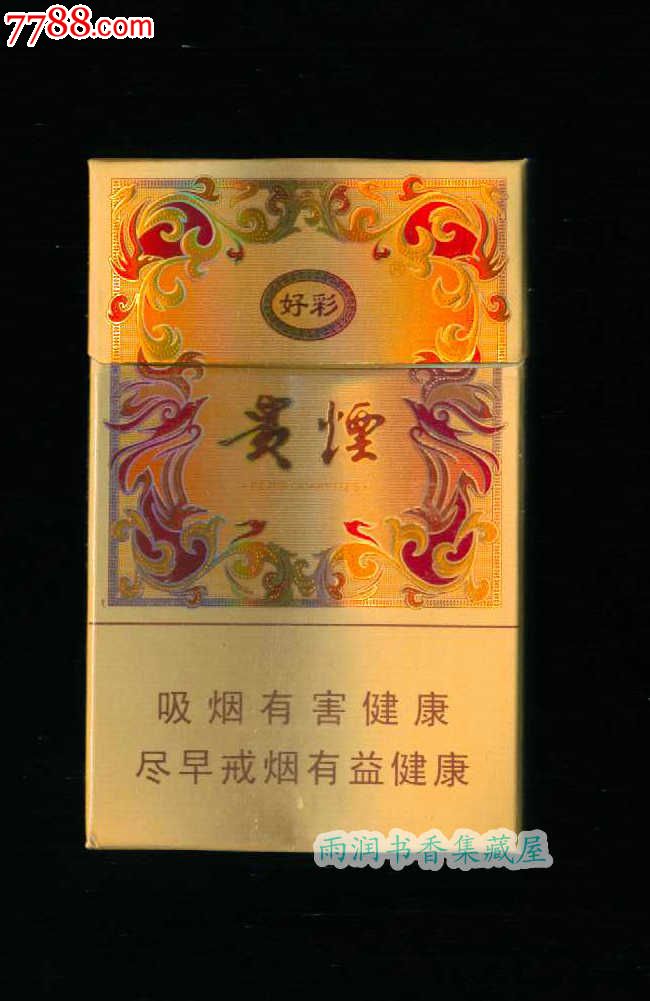 7788.com
好彩
貴煙
吸烟有害健康
尽早戒烟有益健康
雨润书香集藏屋